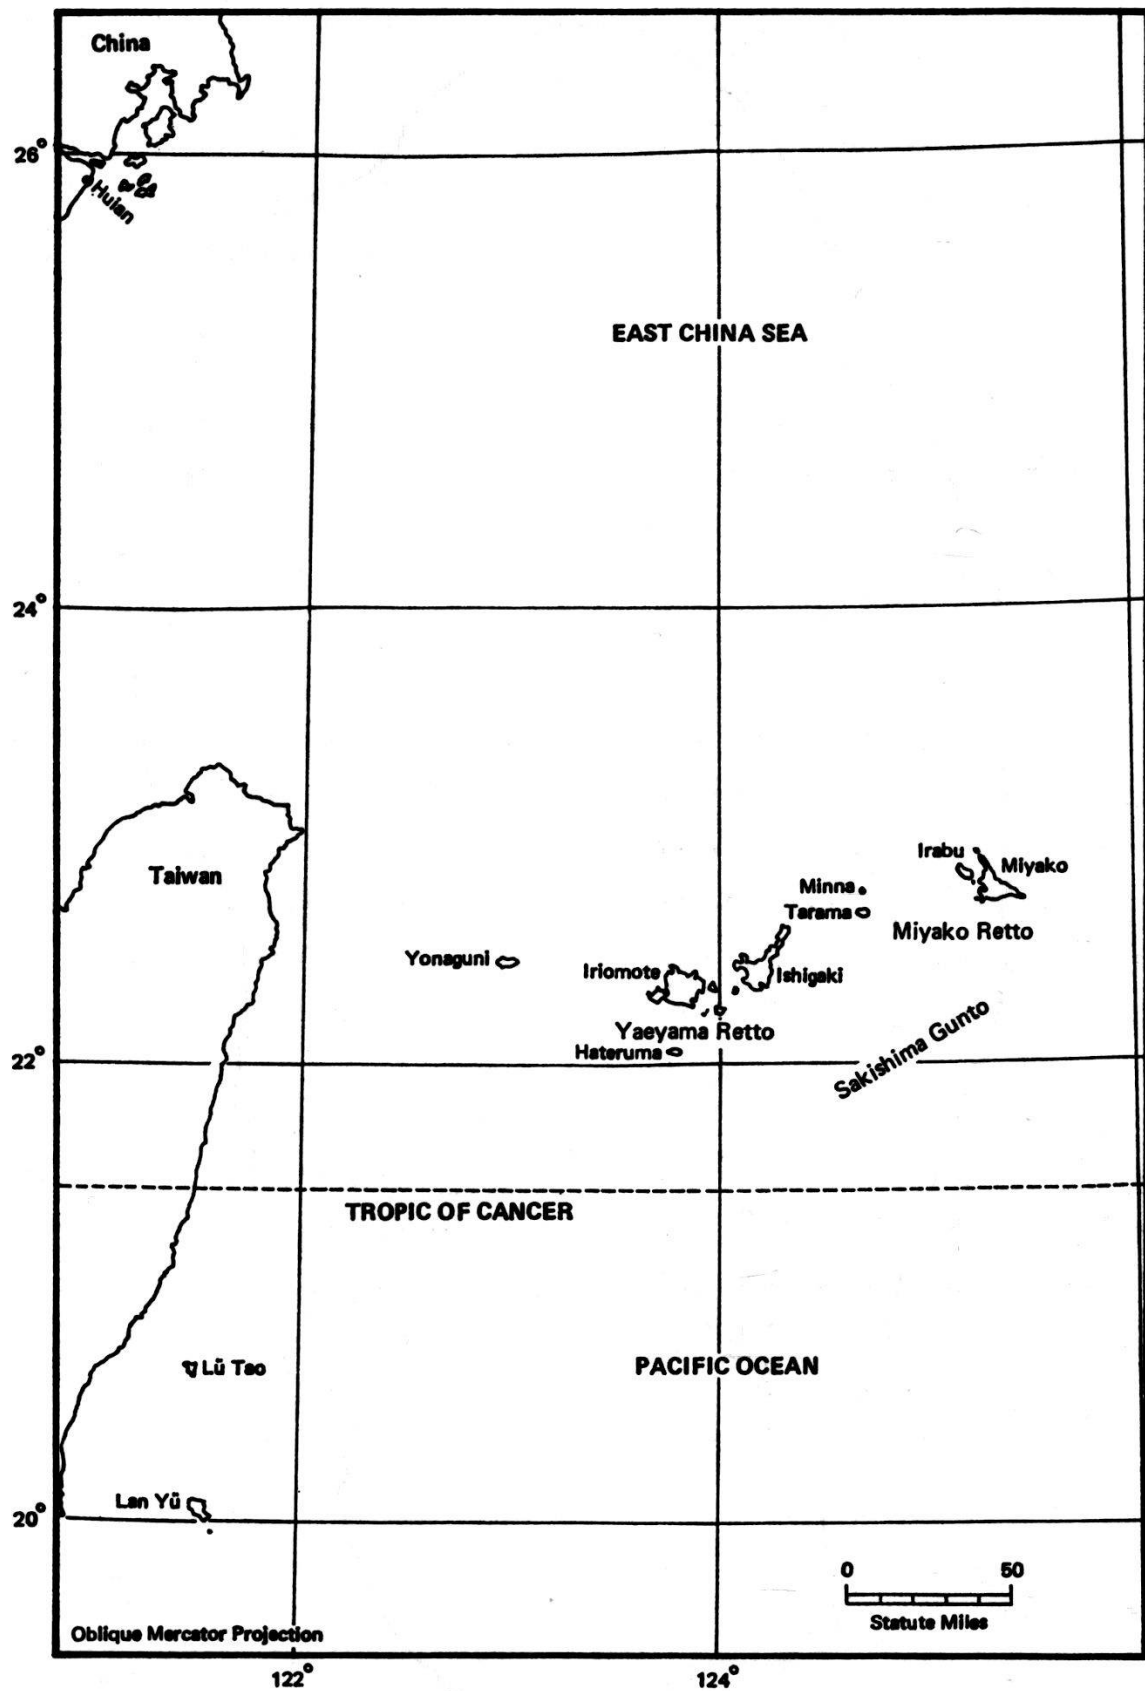 China
26°
Huian
EAST CHINA SEA
24°
Taiwan
Irabu
Miyako
Minna
Tarama
Miyako Retto
Yonaguni
Iriomote
Ishigaki
Yaeyama Retto
Hateruma
Sakishima Gunto
22°
TROPIC OF CANCER
Lü Tao
PACIFIC OCEAN
Lan Yü
20°
0 50
Statute Miles
Oblique Mercator Projection
122° 124°